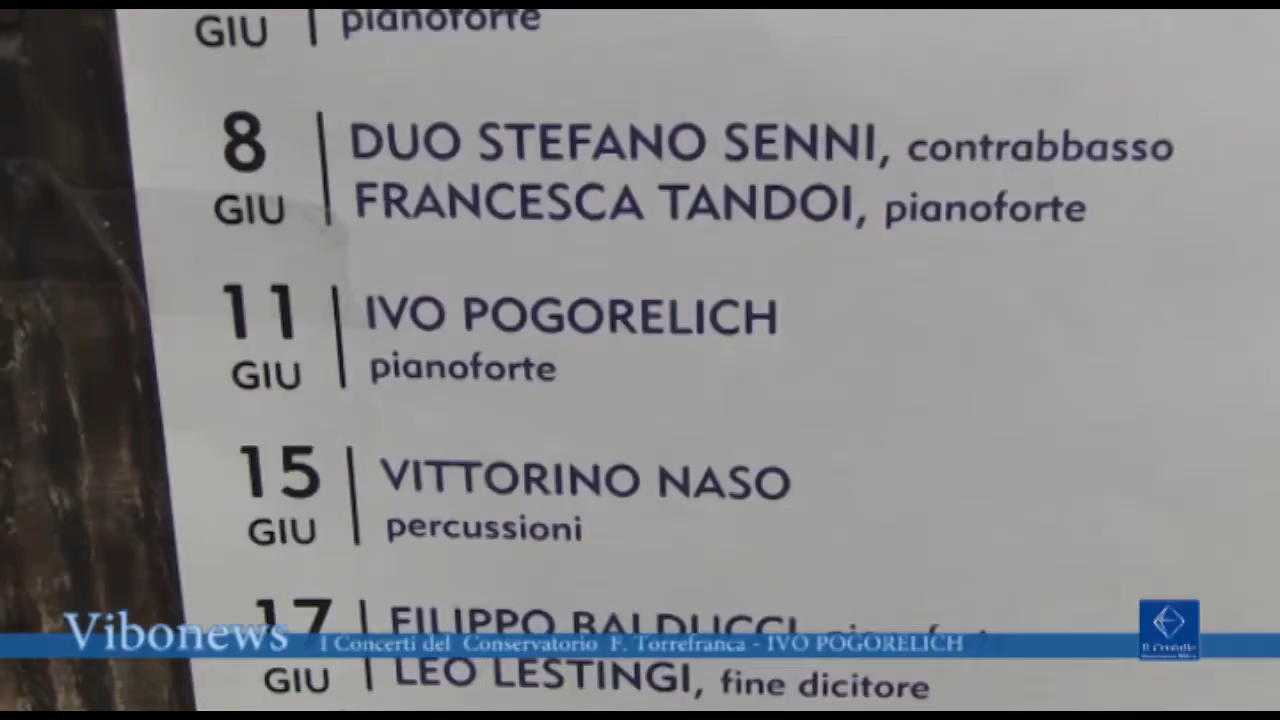 GIU
pianoforte
8
GIU
DUO STEFANO SENNI, contrabbasso
FRANCESCA TANDOI, pianoforte
11
GIU
IVO POGORELICH
pianoforte
15
GIU
VITTORINO NASO
percussioni
17
GIU
FILIPPO BALDUCCI, pianoforte
LEO LESTINGI, fine dicitore
Vibonews
I Concerti del Conservatorio F. Torrefranca - IVO POGORELICH